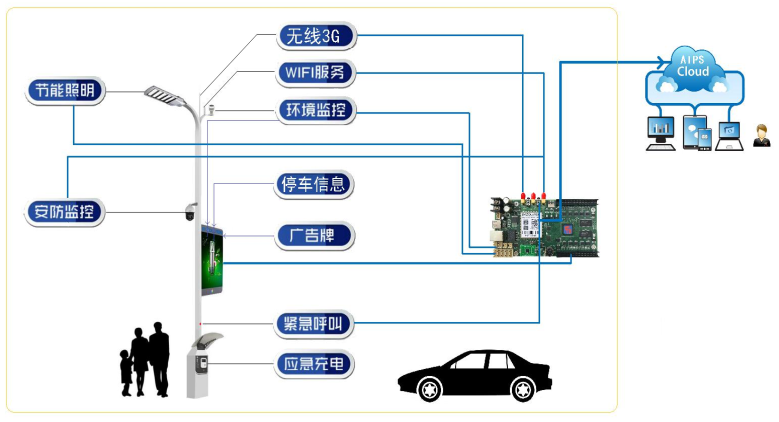 无线3G
WIFI服务
环境监控
节能照明
停车信息
安防监控
广告牌
紧急呼叫
应急充电
AIPS
Cloud